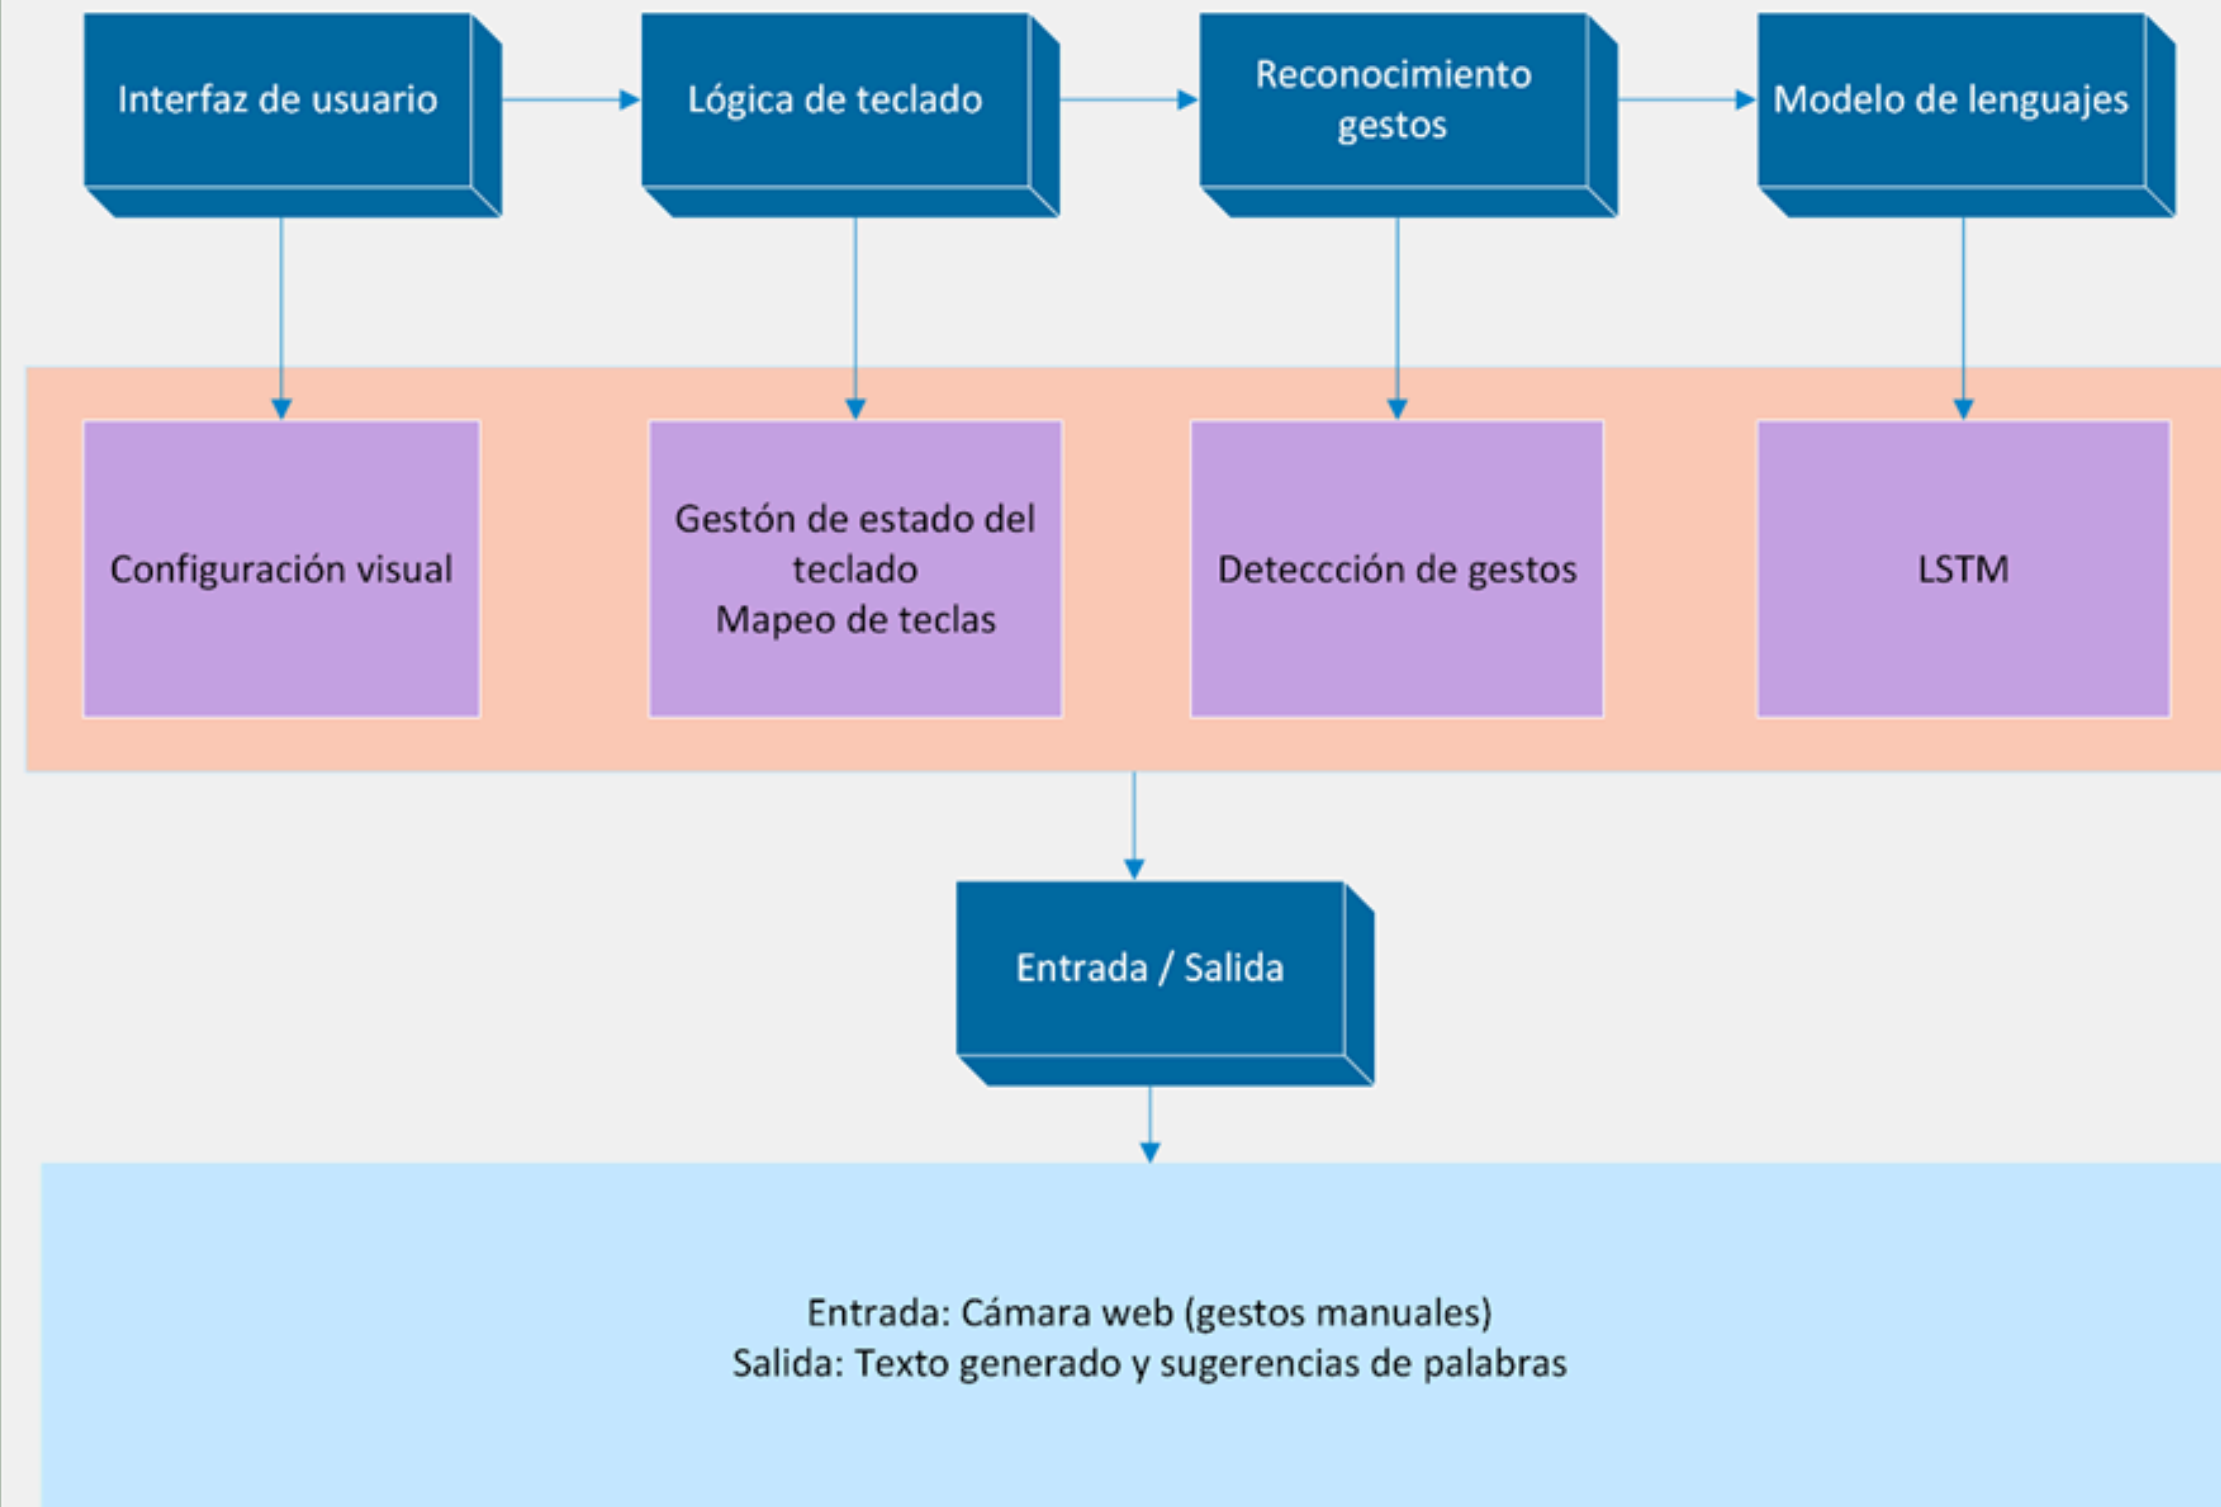 Interfaz de usuario
Lógica de teclado
Reconocimiento
gestos
Modelo de lenguajes
Configuración visual
Gestón de estado del
teclado
Mapeo de teclas
Deteccción de gestos
LSTM
Entrada / Salida
Entrada: Cámara web (gestos manuales)
Salida: Texto generado y sugerencias de palabras